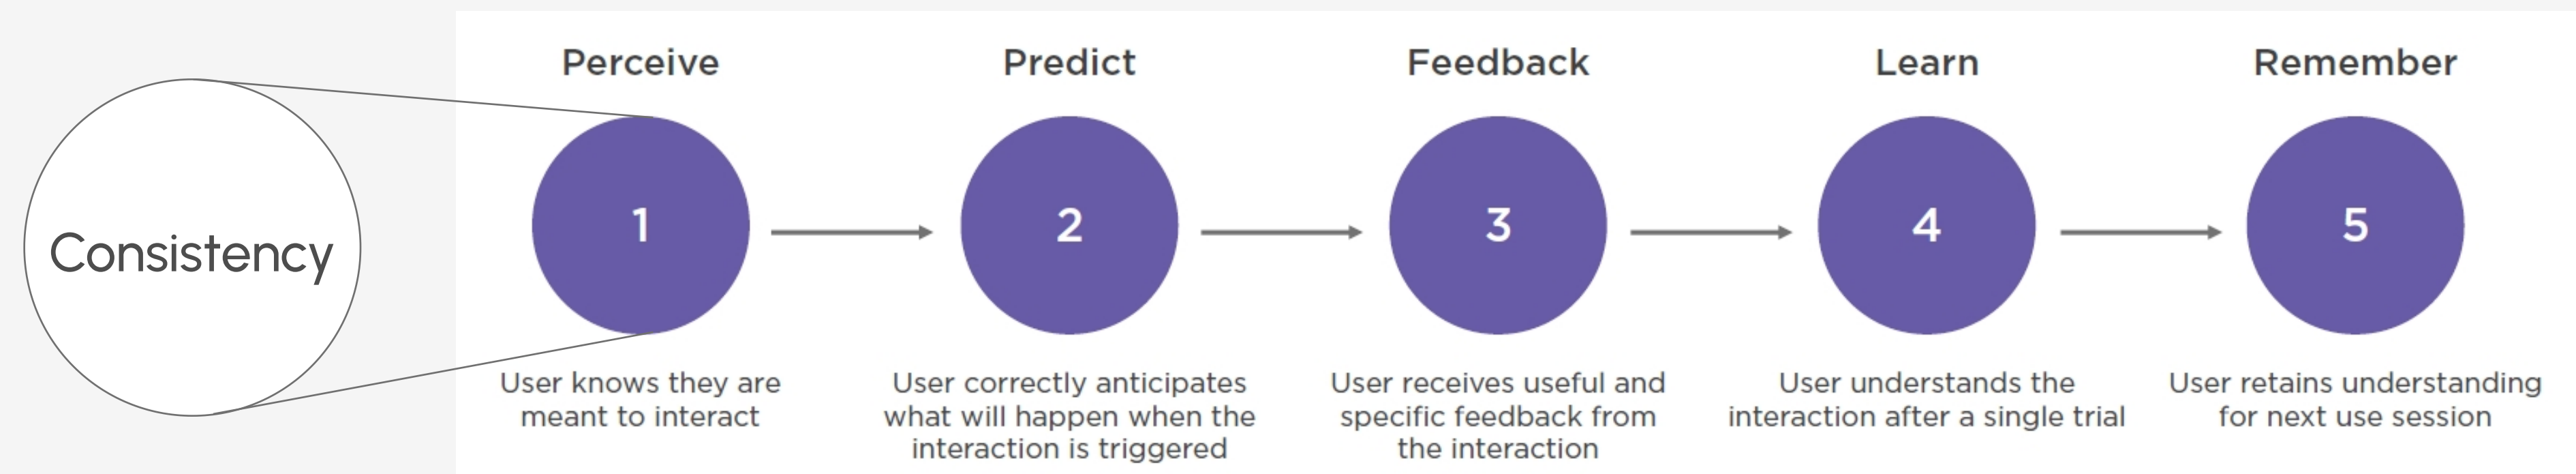 Consistency
Perceive
1
User knows they are
meant to interact
Predict
2
User correctly anticipates
what will happen when the
interaction is triggered
Feedback
3
User receives useful and
specific feedback from
the interaction
Learn
4
User understands the
interaction after a single trial
Remember
5
User retains understanding
for next use session